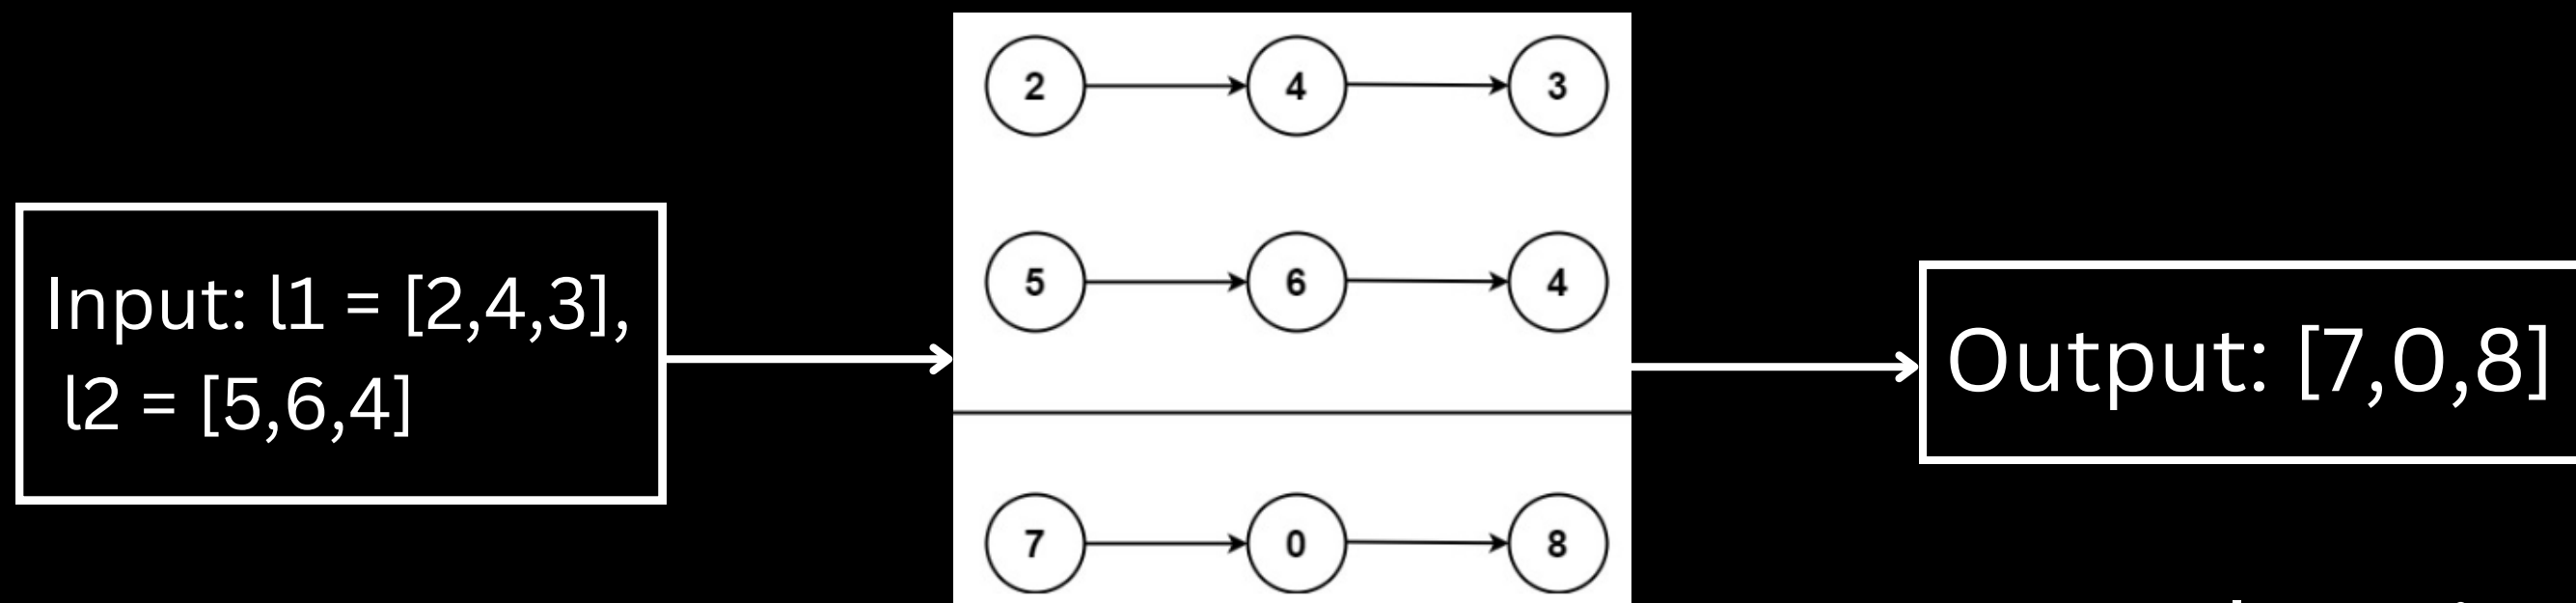 Input: l1 = [2,4,3],
l2 = [5,6,4]
2 4 3
5 6 4
7 0 8
Output: [7,0,8]